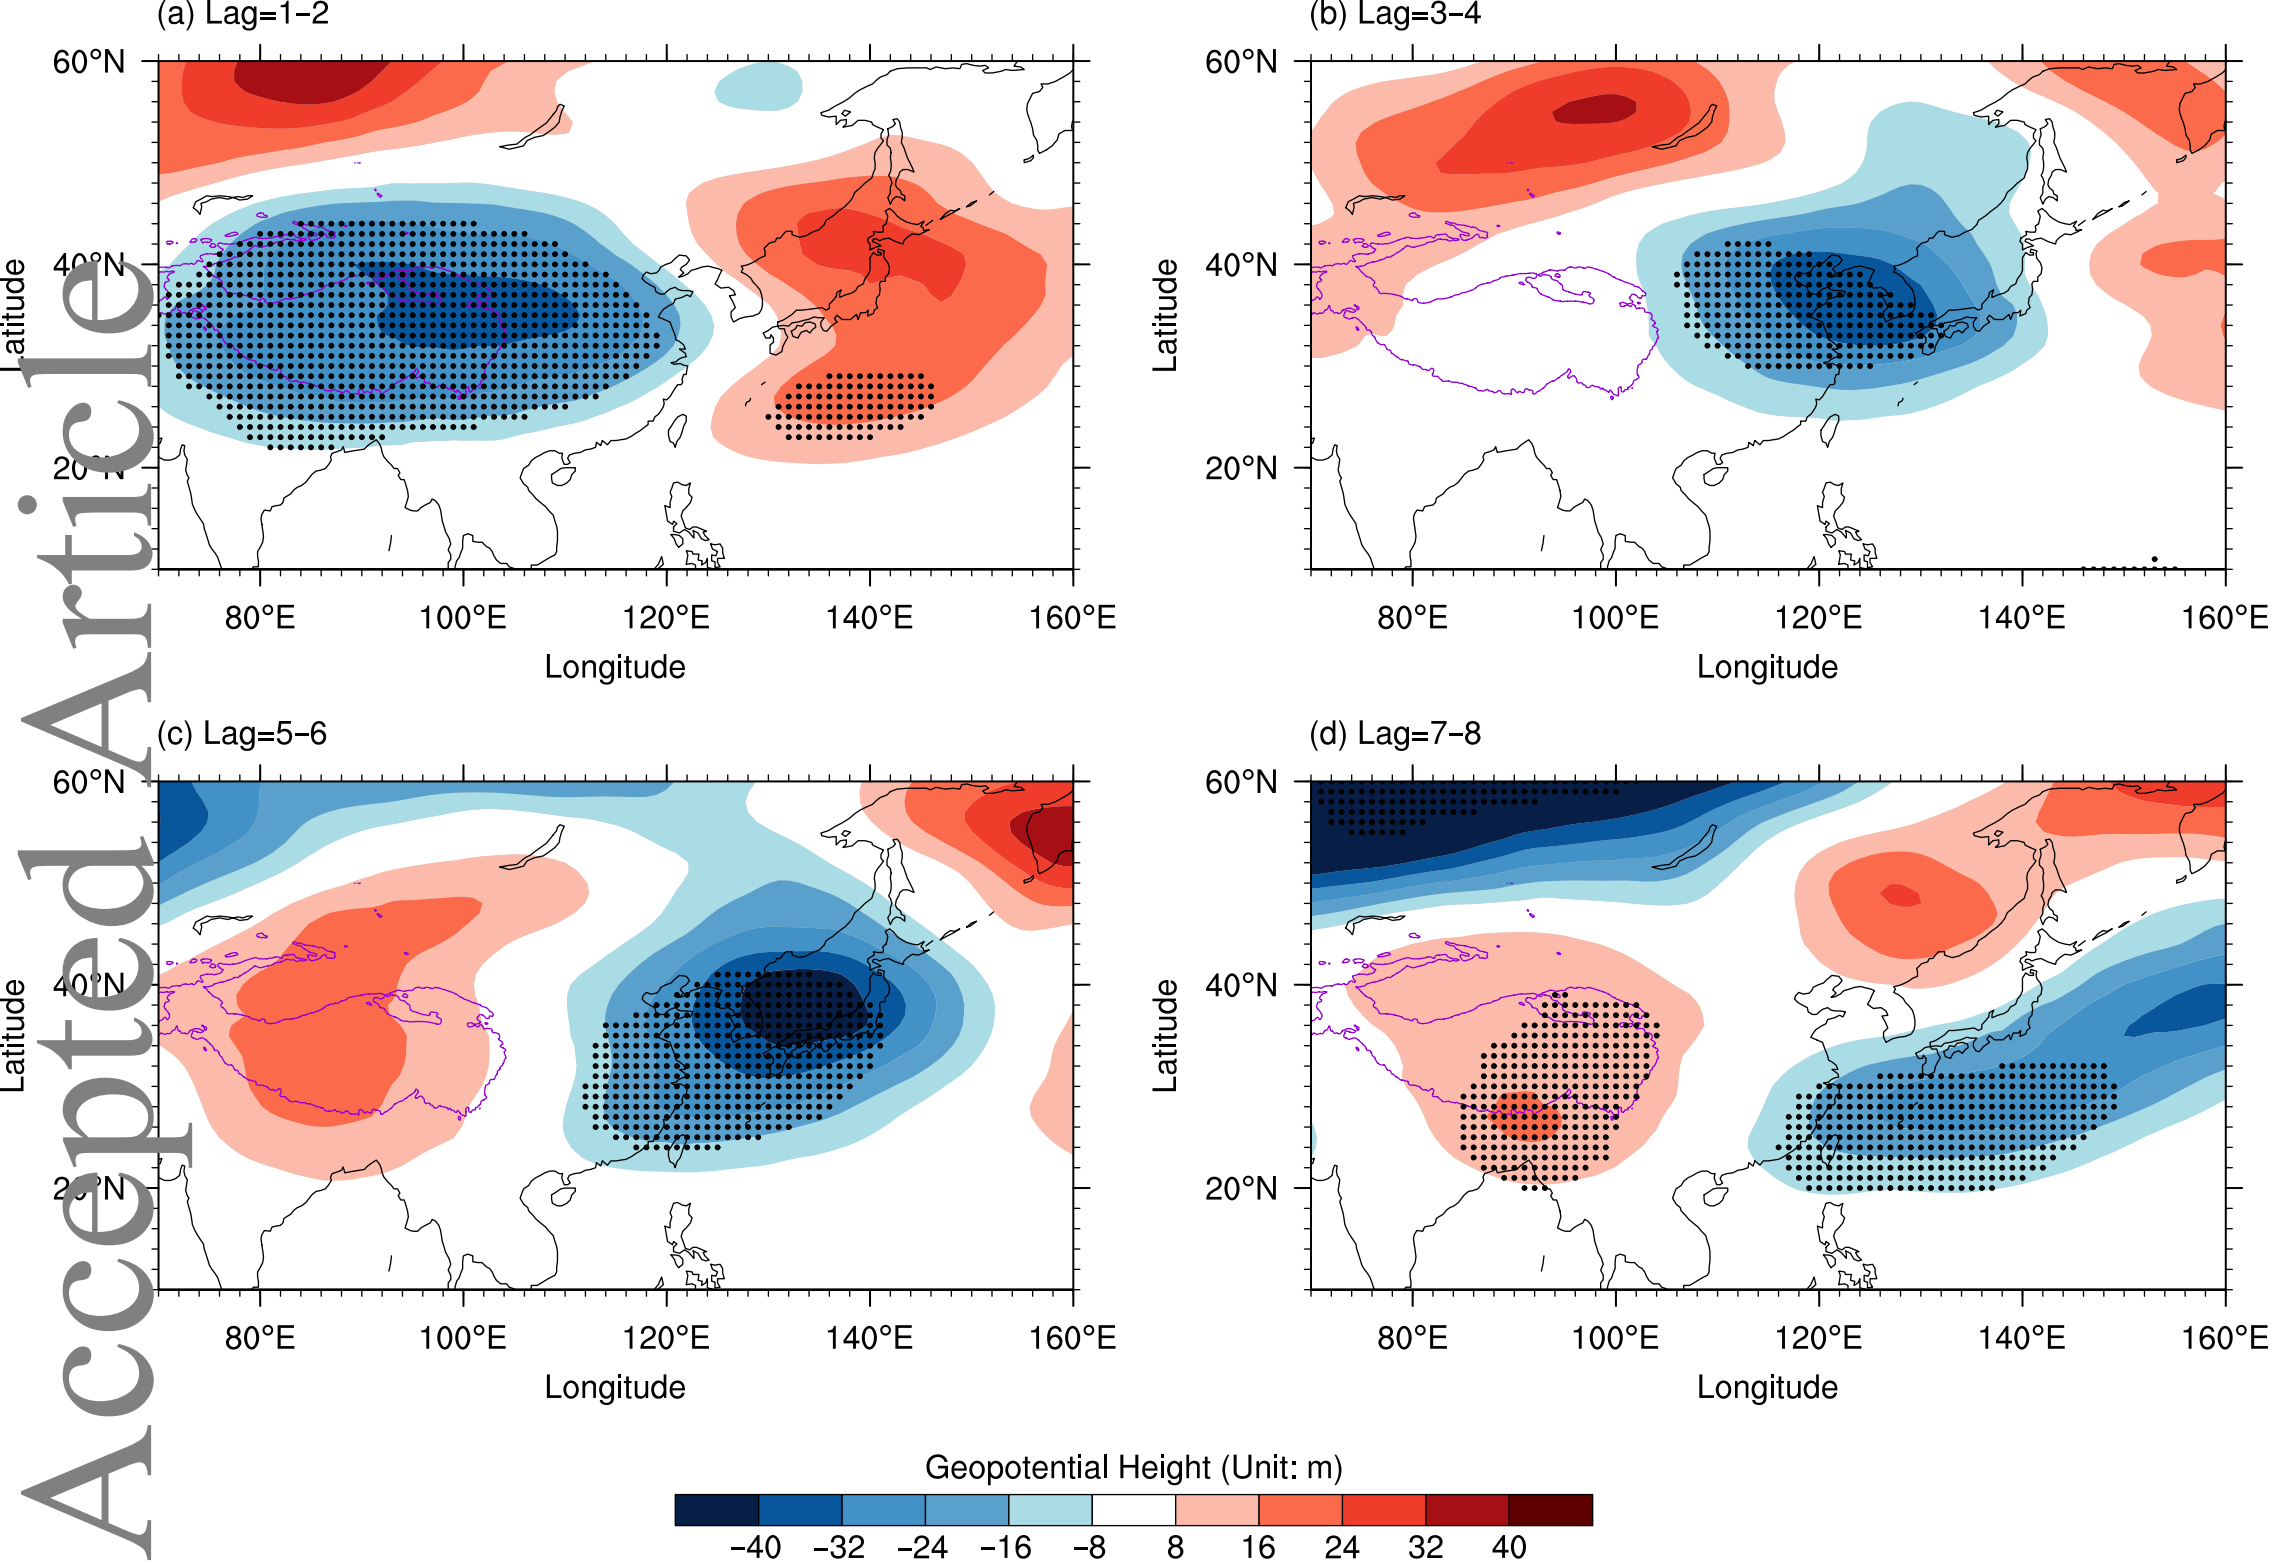 (a) Lag=1−2
(b) Lag=3−4
60°N
40°N
20°N
Latitude
80°E 100°E 120°E 140°E 160°E
Longitude
60°N
40°N
20°N
Latitude
80°E 100°E 120°E 140°E 160°E
Longitude
(c) Lag=5−6
(d) Lag=7−8
60°N
40°N
20°N
Latitude
80°E 100°E 120°E 140°E 160°E
Longitude
60°N
40°N
20°N
Latitude
80°E 100°E 120°E 140°E 160°E
Longitude
Geopotential Height (Unit: m)
−40 −32 −24 −16 −8 8 16 24 32 40
Accepted Article